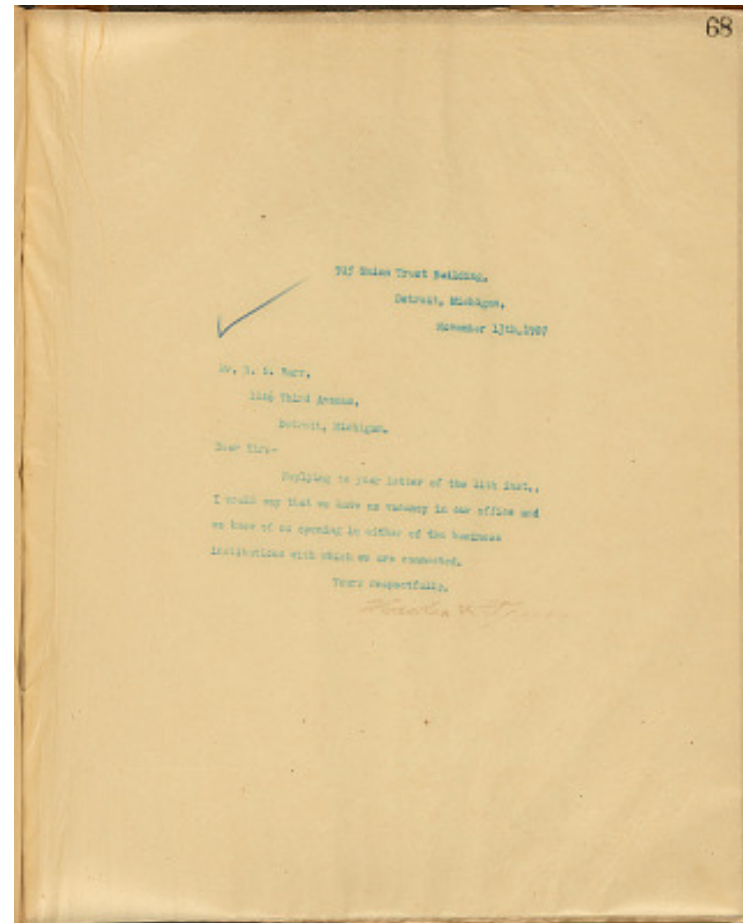 68
Union Trust Building,
Detroit, Michigan,
November 13th, 1907
Mr.
Third Avenue,
Detroit, Michigan.
Dear Sir:-
Replying to your letter of the 11th inst.,
I would say that we have no vacancy in our office and
we know of no opening in either of the business
institutions with which we are connected.
Yours respectfully,